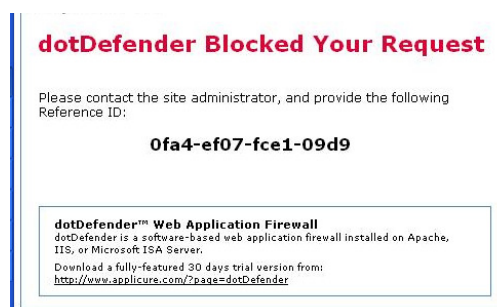 dotDefender Blocked Your Request
Please contact the site administrator, and provide the following
Reference ID:
0fa4-ef07-fce1-09d9
dotDefender™ Web Application Firewall
dotDefender is a software-based web application firewall installed on Apache,
IIS, or Microsoft ISA Server.
Download a fully-featured 30 days trial version from:
http://www.applicure.com/?page=dotDefender